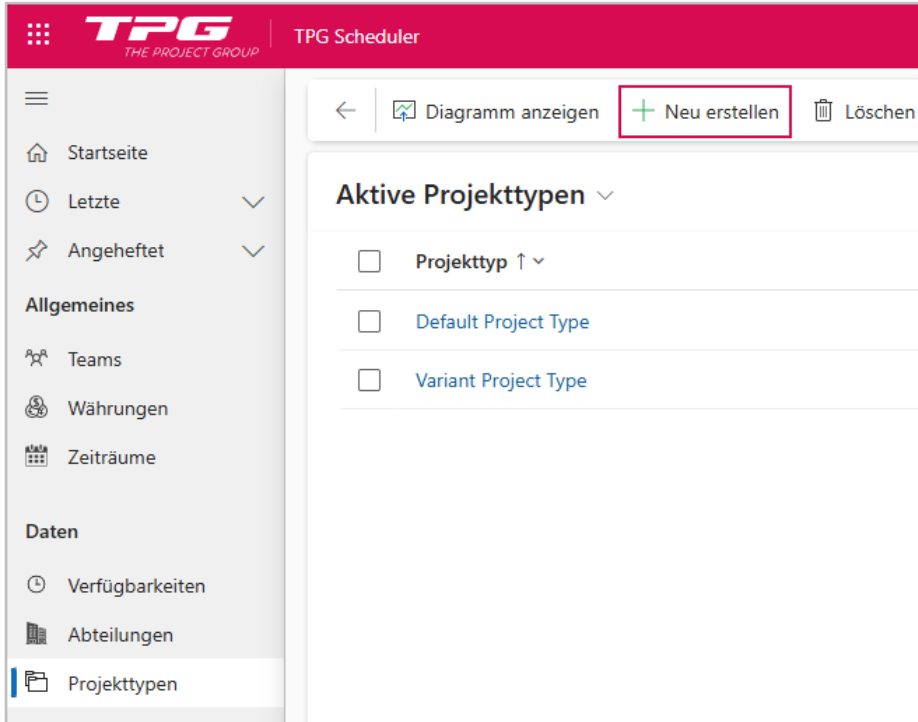 TPG
THE PROJECT GROUP
TPG Scheduler
Diagramm anzeigen
Neu erstellen
Löschen
Startseite
Letzte
Angeheftet
Allgemeines
Teams
Währungen
Zeiträume
Daten
Verfügbarkeiten
Abteilungen
Projekttypen
Aktive Projekttypen
Projekttyp
Default Project Type
Variant Project Type